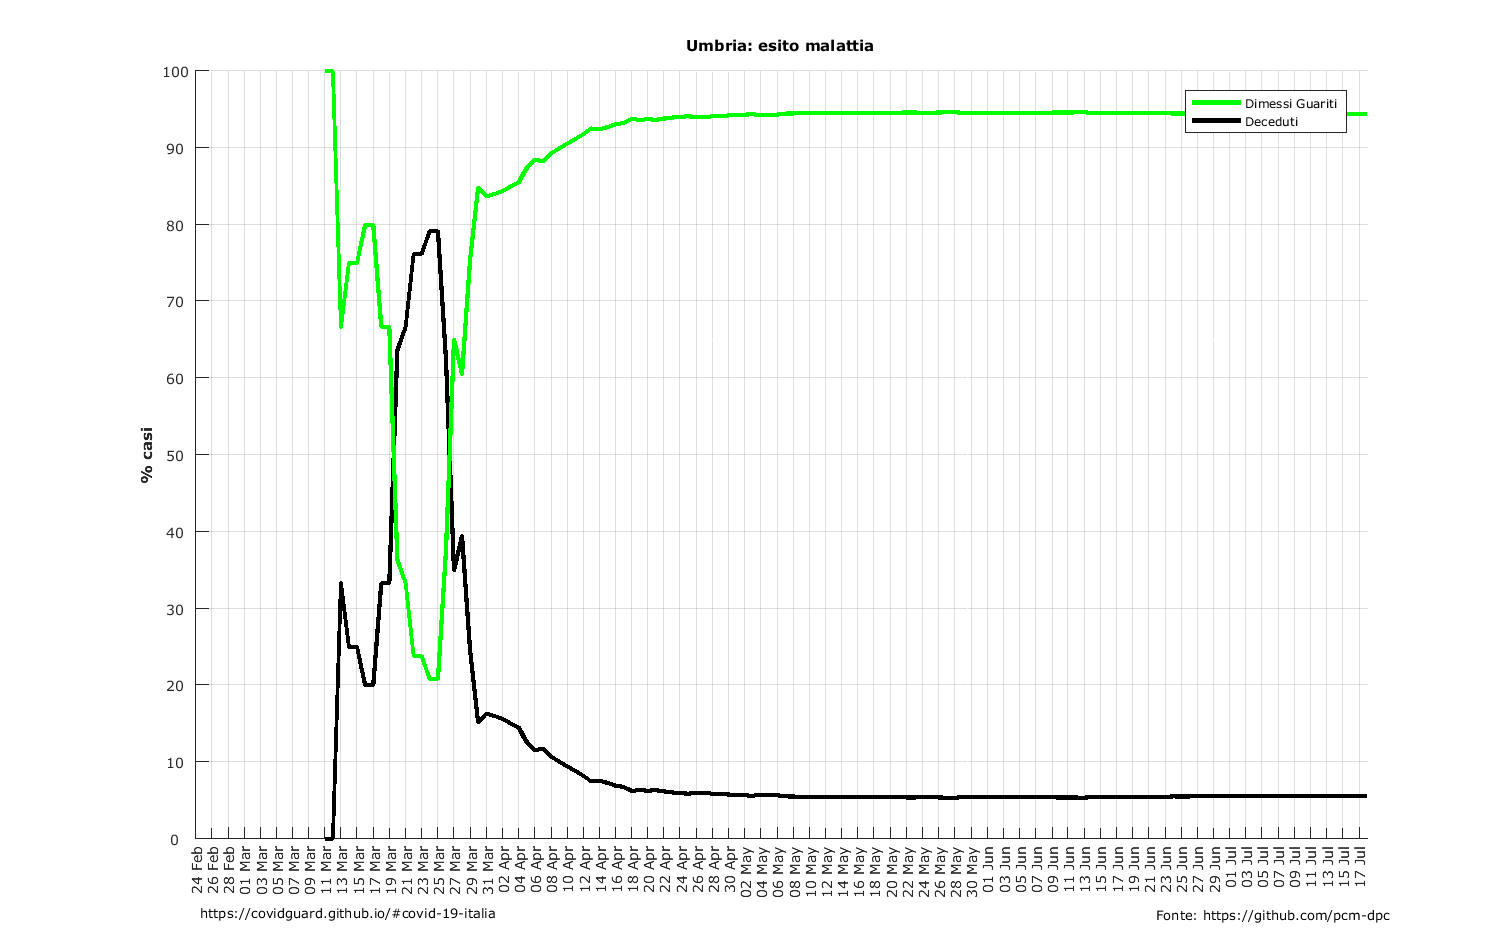 Umbria: esito malattia
Dimessi Guariti
Deceduti
% casi
100
90
80
70
60
50
40
30
20
10
0
24 Feb
26 Feb
28 Feb
01 Mar
03 Mar
05 Mar
07 Mar
09 Mar
11 Mar
13 Mar
15 Mar
17 Mar
19 Mar
21 Mar
23 Mar
25 Mar
27 Mar
29 Mar
31 Mar
02 Apr
04 Apr
06 Apr
08 Apr
10 Apr
12 Apr
14 Apr
16 Apr
18 Apr
20 Apr
22 Apr
24 Apr
26 Apr
28 Apr
30 Apr
02 May
04 May
06 May
08 May
10 May
12 May
14 May
16 May
18 May
20 May
22 May
24 May
26 May
28 May
30 May
01 Jun
03 Jun
05 Jun
07 Jun
09 Jun
11 Jun
13 Jun
15 Jun
17 Jun
19 Jun
21 Jun
23 Jun
25 Jun
27 Jun
29 Jun
01 Jul
03 Jul
05 Jul
07 Jul
09 Jul
11 Jul
13 Jul
15 Jul
17 Jul
https://covidguard.github.io/#covid-19-italia
Fonte: https://github.com/pcm-dpc